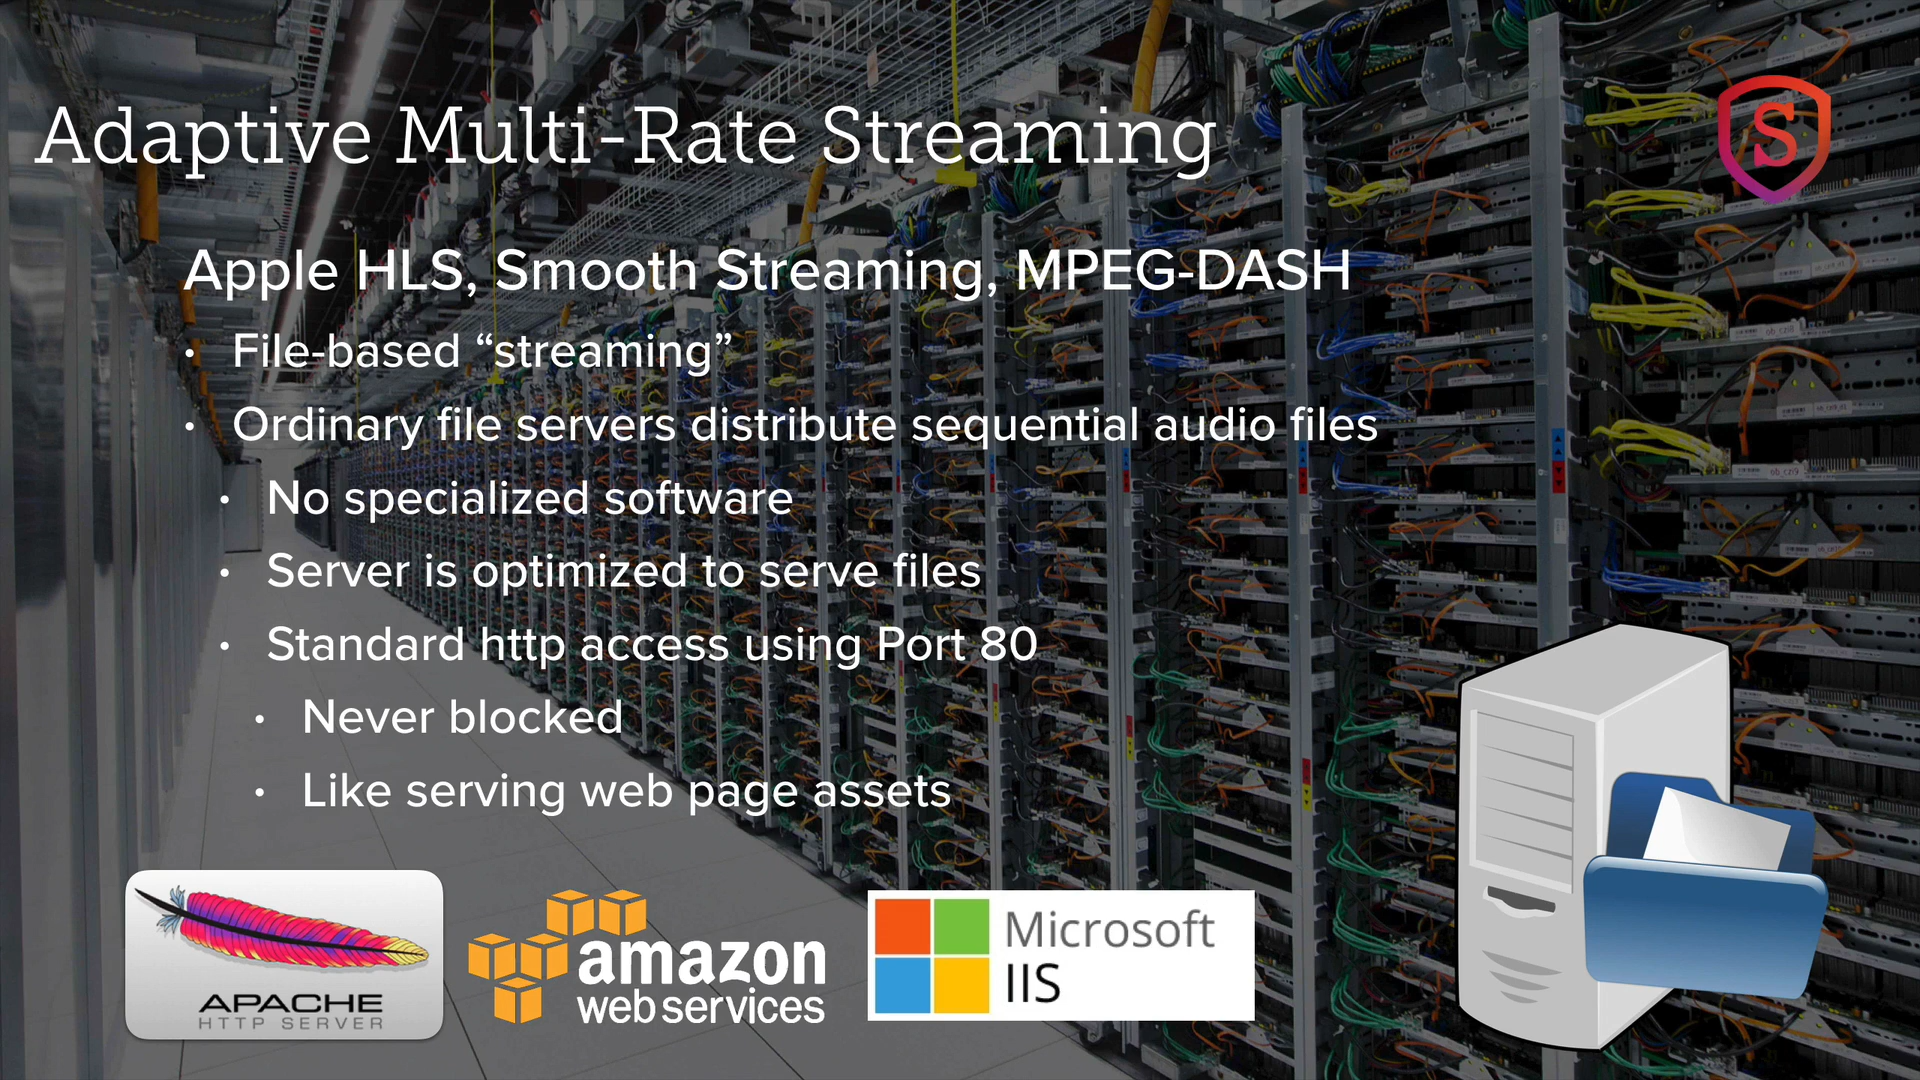 Adaptive Multi-Rate Streaming
S
Apple HLS, Smooth Streaming, MPEG-DASH
• File-based “streaming”
• Ordinary file servers distribute sequential audio files
• No specialized software
• Server is optimized to serve files
• Standard http access using Port 80
• Never blocked
• Like serving web page assets
APACHE
HTTP SERVER
amazon
web services
Microsoft
IIS